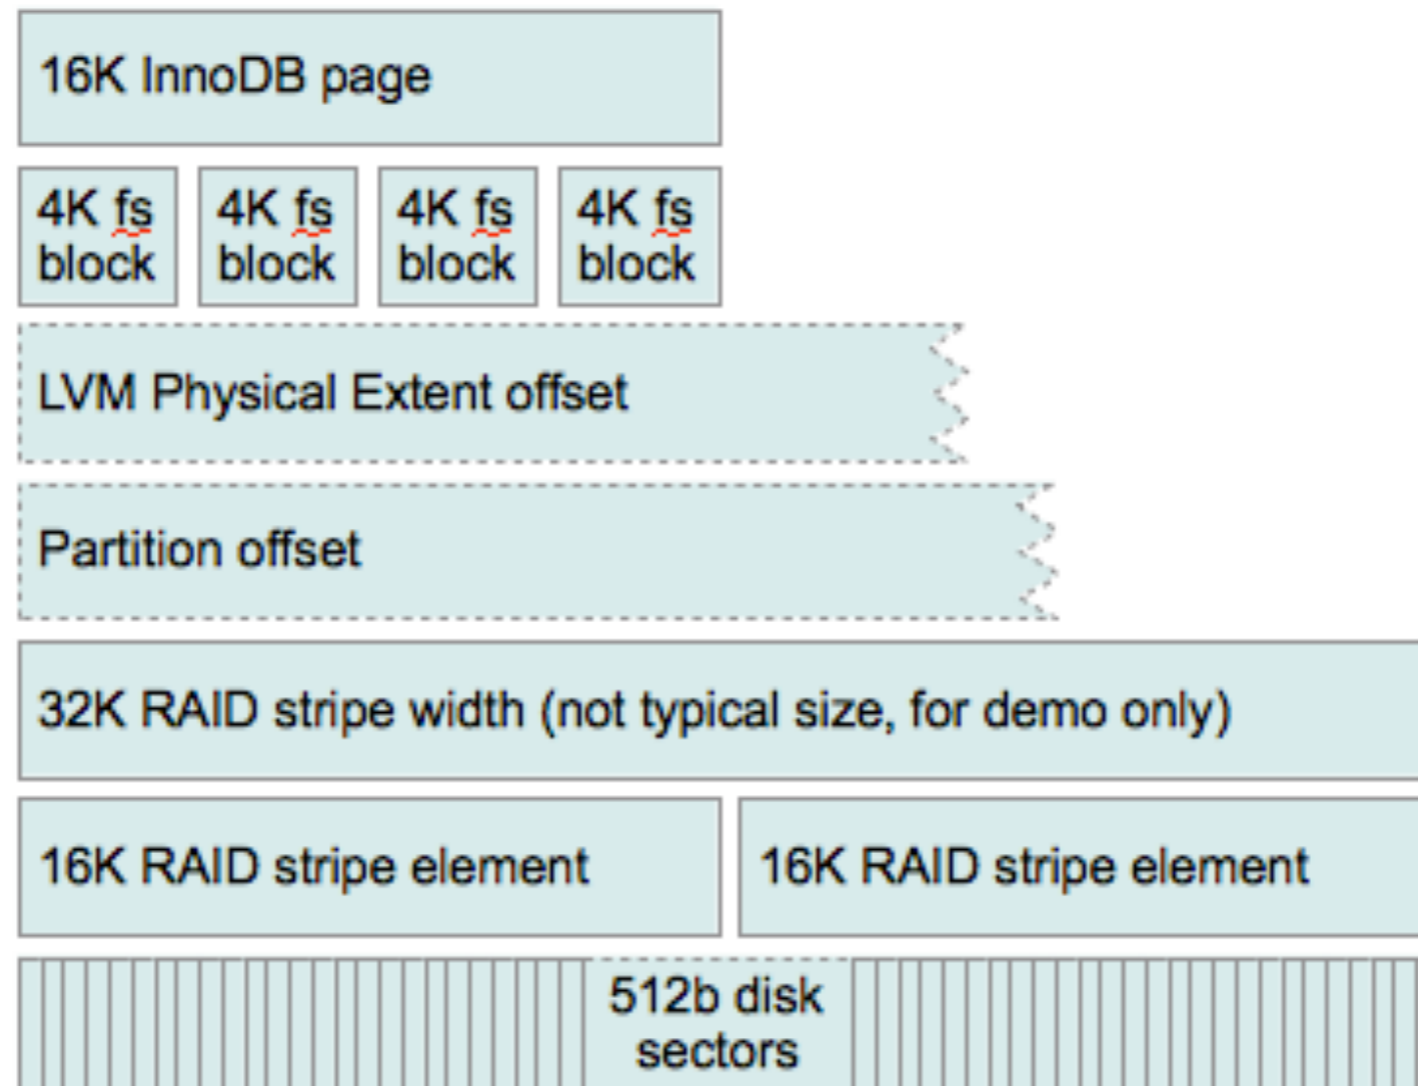 16K InnoDB page
4K fs
block
4K fs
block
4K fs
block
4K fs
block
LVM Physical Extent offset
Partition offset
32K RAID stripe width (not typical size, for demo only)
16K RAID stripe element
16K RAID stripe element
512b disk
sectors